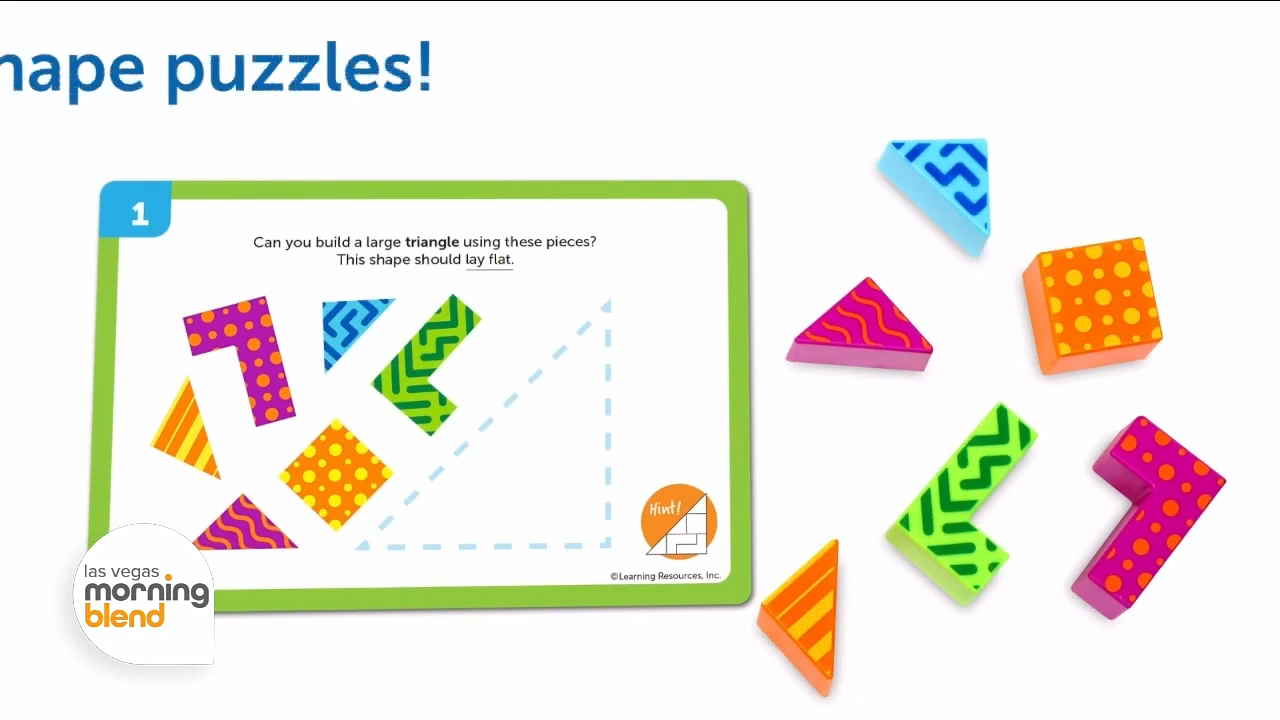 hape puzzles!
1
Can you build a large triangle using these pieces?
This shape should lay flat.
Hint!
©Learning Resources, Inc.
las vegas
morning
blend